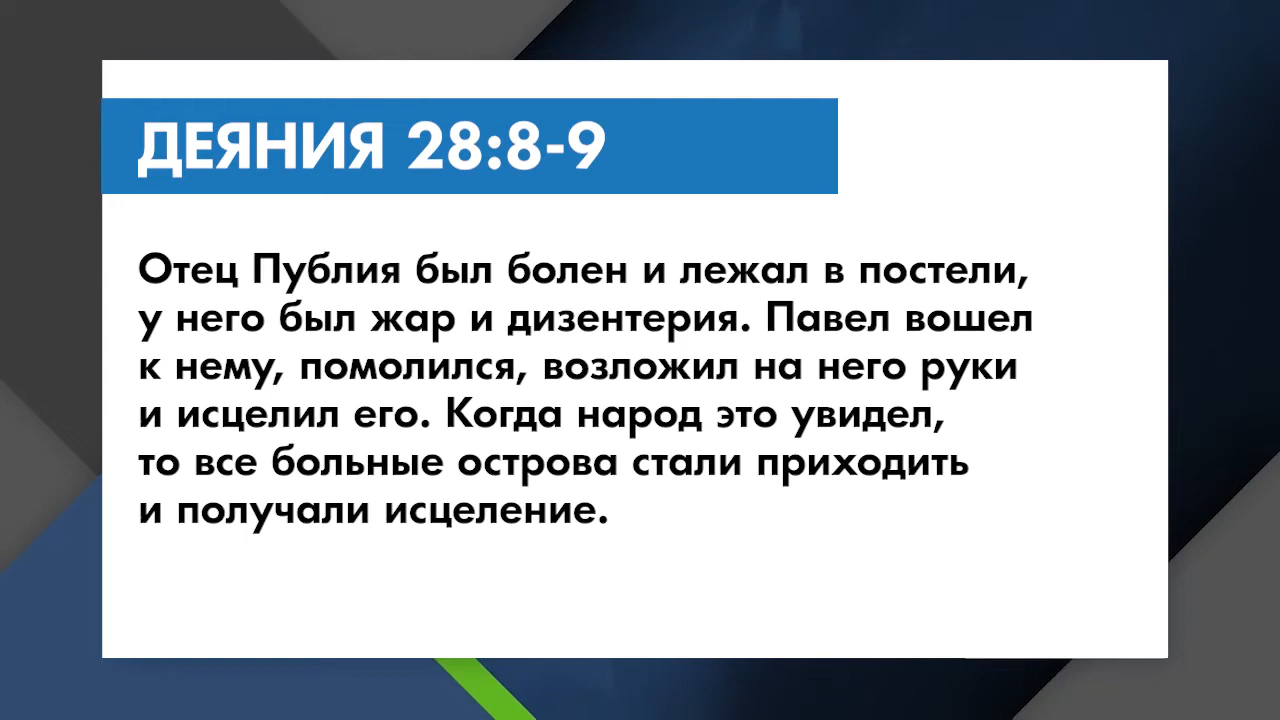 ДЕЯНИЯ 28:8-9
Отец Публия был болен и лежал в постели,
у него был жар и дизентерия. Павел вошел
к нему, помолился, возложил на него руки
и исцелил его. Когда народ это увидел,
то все больные острова стали приходить
и получали исцеление.